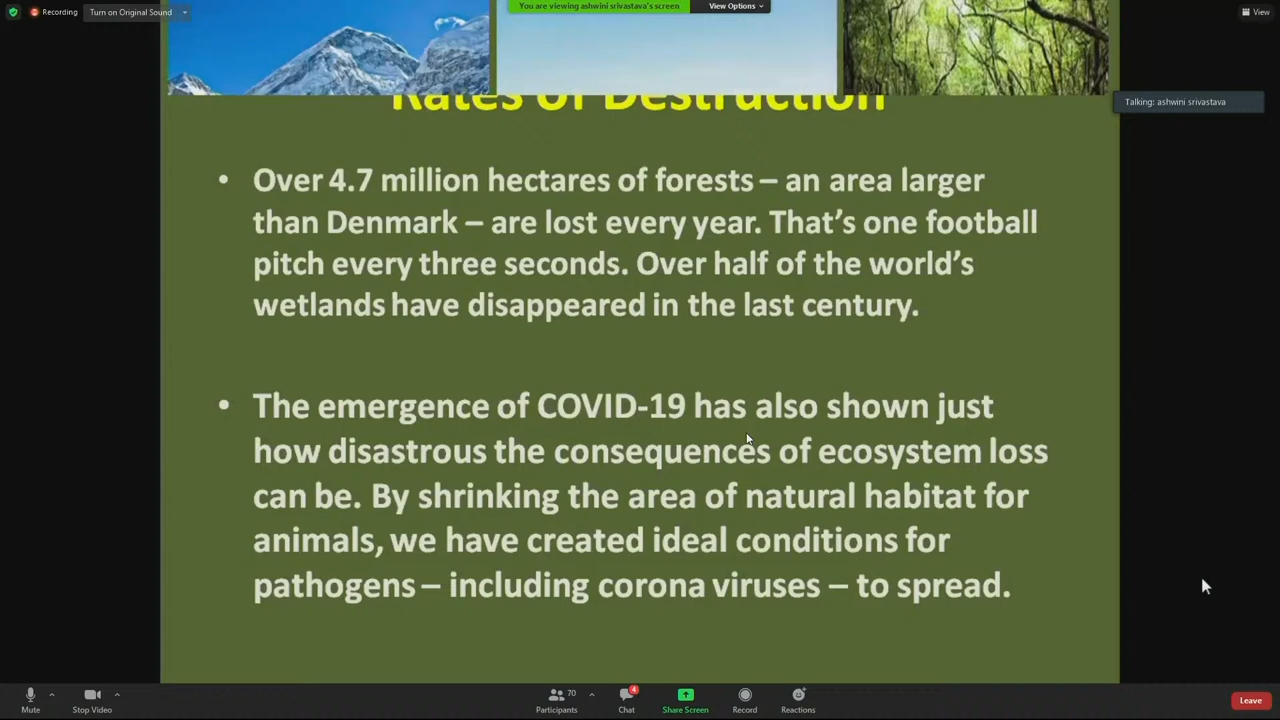 Recording
Turn on Original Sound
You are viewing ashwini srivastava's screen
View Options
View
Rates of Destruction
Talking: ashwini srivastava
• Over 4.7 million hectares of forests – an area larger
than Denmark – are lost every year. That's one football
pitch every three seconds. Over half of the world's
wetlands have disappeared in the last century.
• The emergence of COVID-19 has also shown just
how disastrous the consequences of ecosystem loss
can be. By shrinking the area of natural habitat for
animals, we have created ideal conditions for
pathogens – including corona viruses – to spread.
Mute
Stop Video
70
Participants
4
Chat
Share Screen
Record
Reactions
Leave